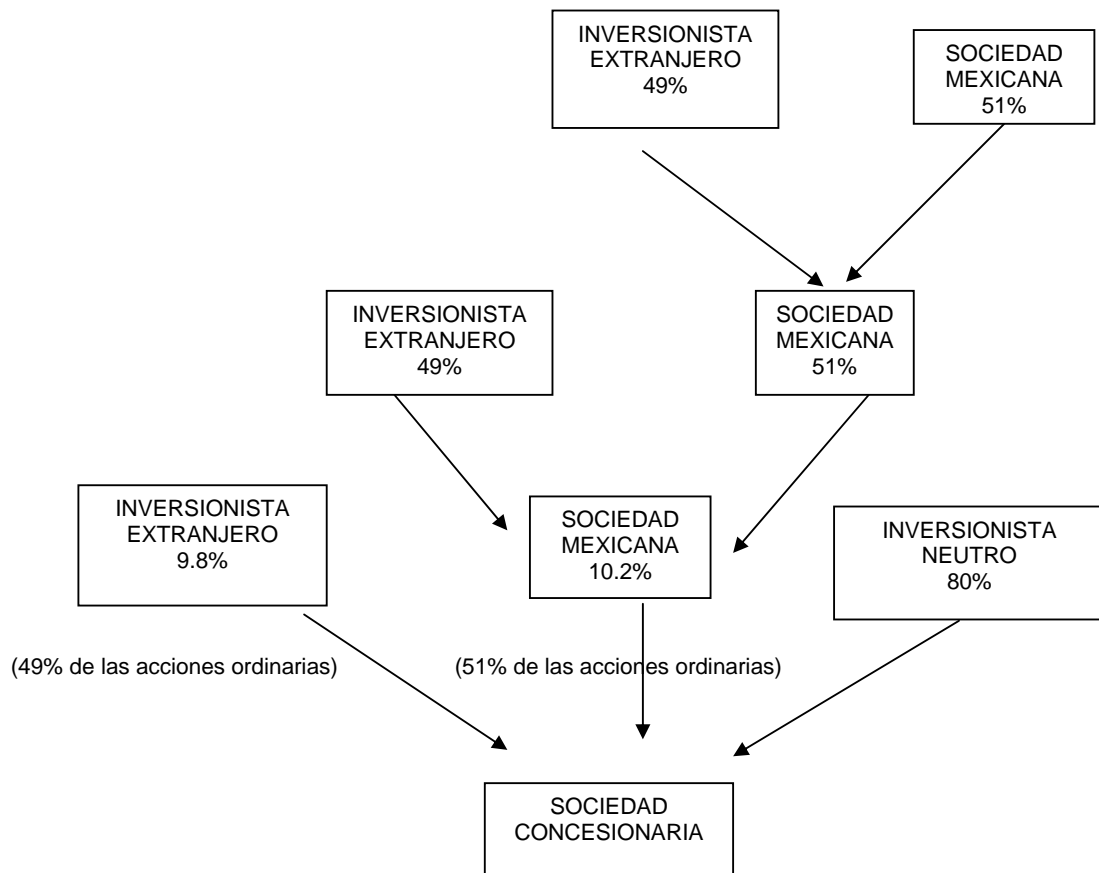 INVERSIONISTA
EXTRANJERO
49%
SOCIEDAD
MEXICANA
51%
INVERSIONISTA
EXTRANJERO
49%
SOCIEDAD
MEXICANA
51%
INVERSIONISTA
EXTRANJERO
9.8%
SOCIEDAD
MEXICANA
10.2%
INVERSIONISTA
NEUTRO
80%
(49% de las acciones ordinarias)
(51% de las acciones ordinarias)
SOCIEDAD
CONCESIONARIA